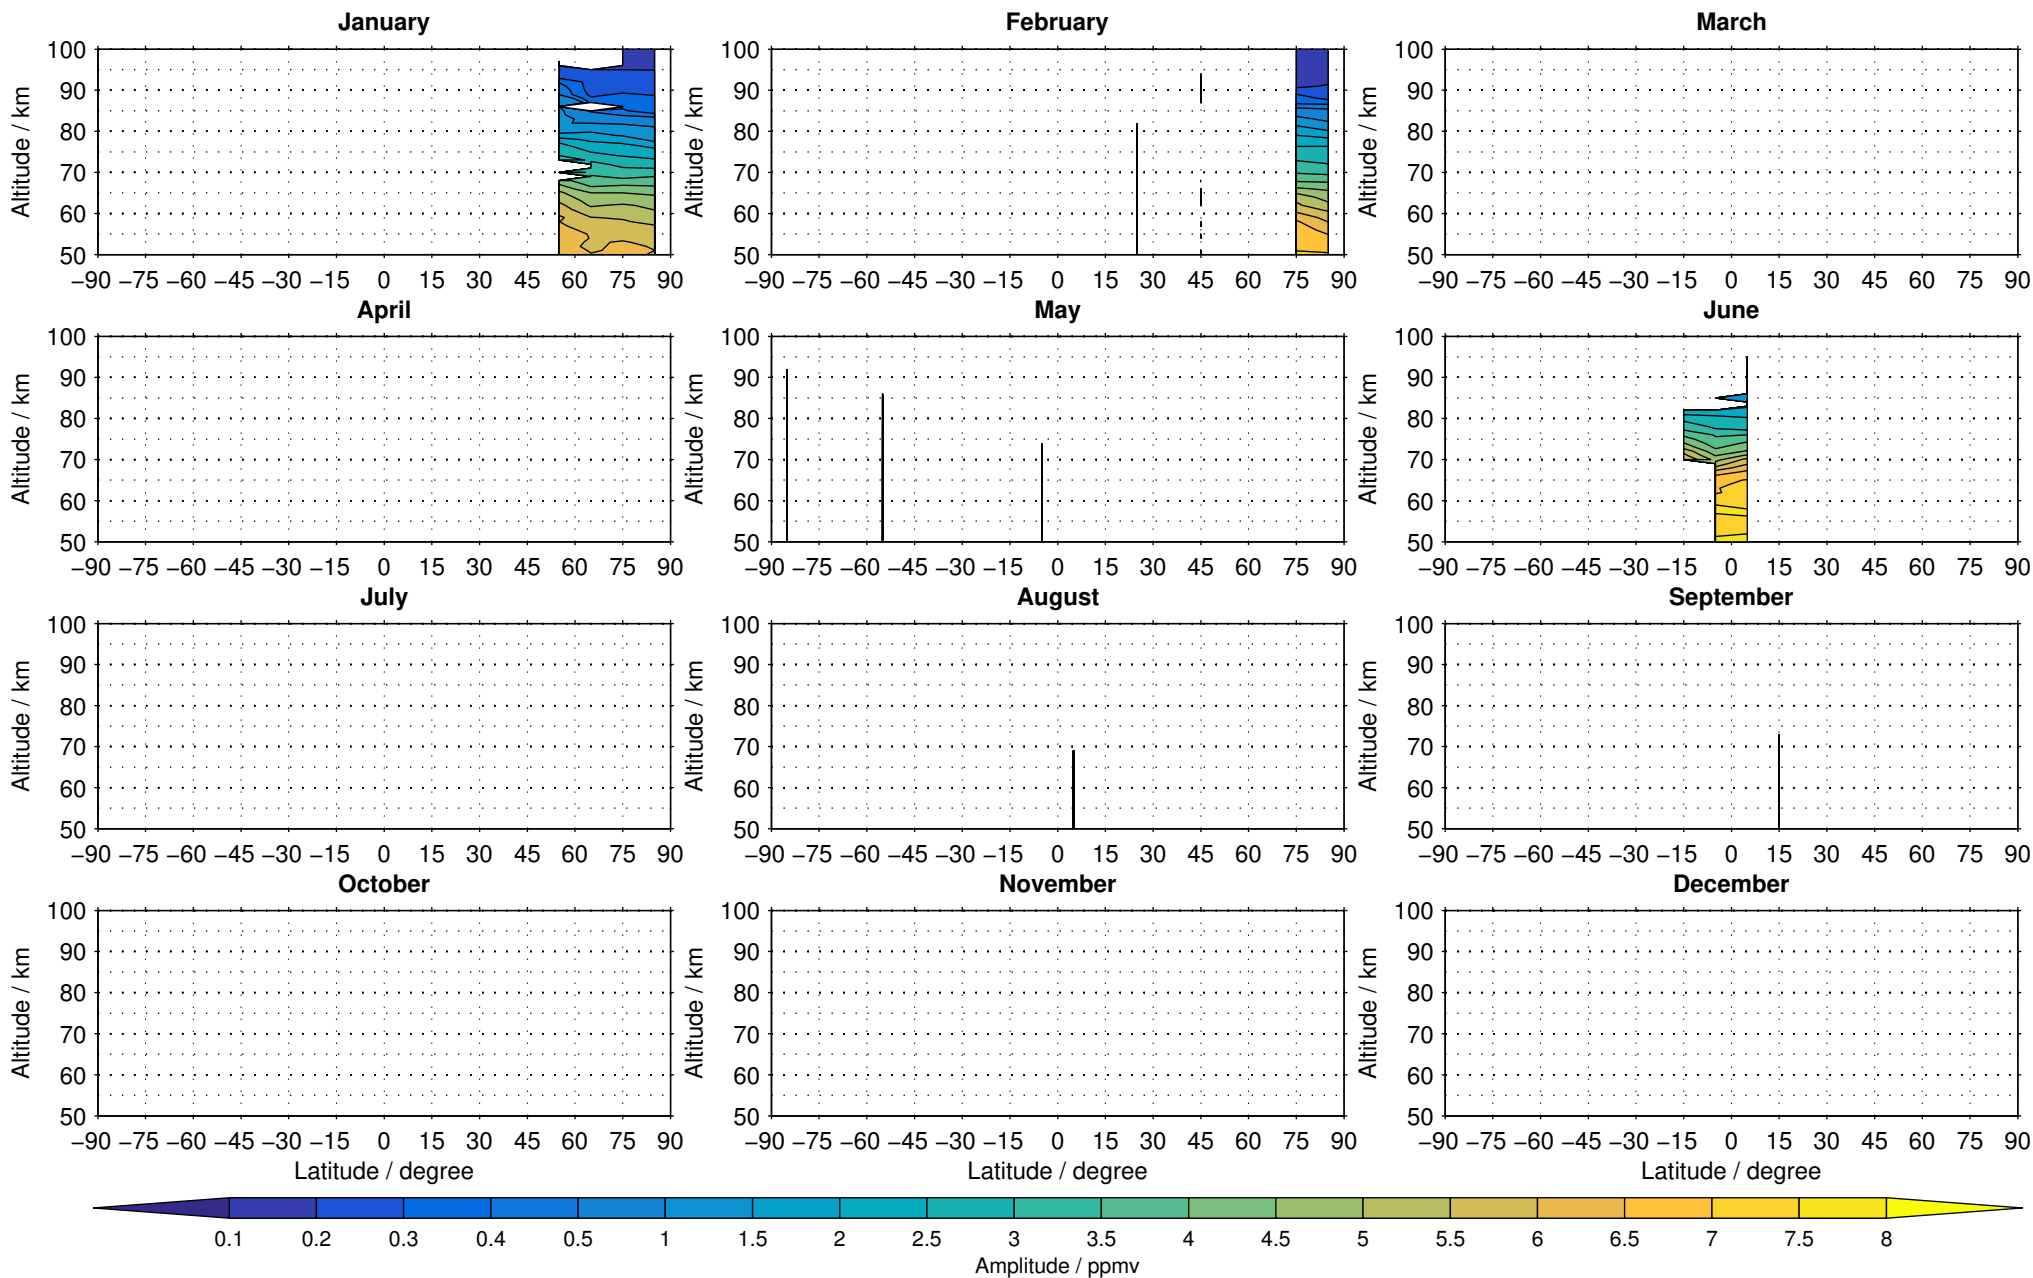 January February March
100 100 100
90 90 90
80 80 80
70 70 70
60 60 60
50 50 50
Altitude / km Altitude / km Altitude / km
−90 −75 −60 −45 −30 −15 0 15 30 45 60 75 90 −90 −75 −60 −45 −30 −15 0 15 30 45 60 75 90 −90 −75 −60 −45 −30 −15 0 15 30 45 60 75 90
April May June
100 100 100
90 90 90
80 80 80
70 70 70
60 60 60
50 50 50
Altitude / km Altitude / km Altitude / km
−90 −75 −60 −45 −30 −15 0 15 30 45 60 75 90 −90 −75 −60 −45 −30 −15 0 15 30 45 60 75 90 −90 −75 −60 −45 −30 −15 0 15 30 45 60 75 90
July August September
100 100 100
90 90 90
80 80 80
70 70 70
60 60 60
50 50 50
Altitude / km Altitude / km Altitude / km
−90 −75 −60 −45 −30 −15 0 15 30 45 60 75 90 −90 −75 −60 −45 −30 −15 0 15 30 45 60 75 90 −90 −75 −60 −45 −30 −15 0 15 30 45 60 75 90
October November December
100 100 100
90 90 90
80 80 80
70 70 70
60 60 60
50 50 50
Altitude / km Altitude / km Altitude / km
−90 −75 −60 −45 −30 −15 0 15 30 45 60 75 90 −90 −75 −60 −45 −30 −15 0 15 30 45 60 75 90 −90 −75 −60 −45 −30 −15 0 15 30 45 60 75 90
Latitude / degree Latitude / degree Latitude / degree
0.1 0.2 0.3 0.4 0.5 1 1.5 2 2.5 3 3.5 4 4.5 5 5.5 6 6.5 7 7.5 8
Amplitude / ppmv